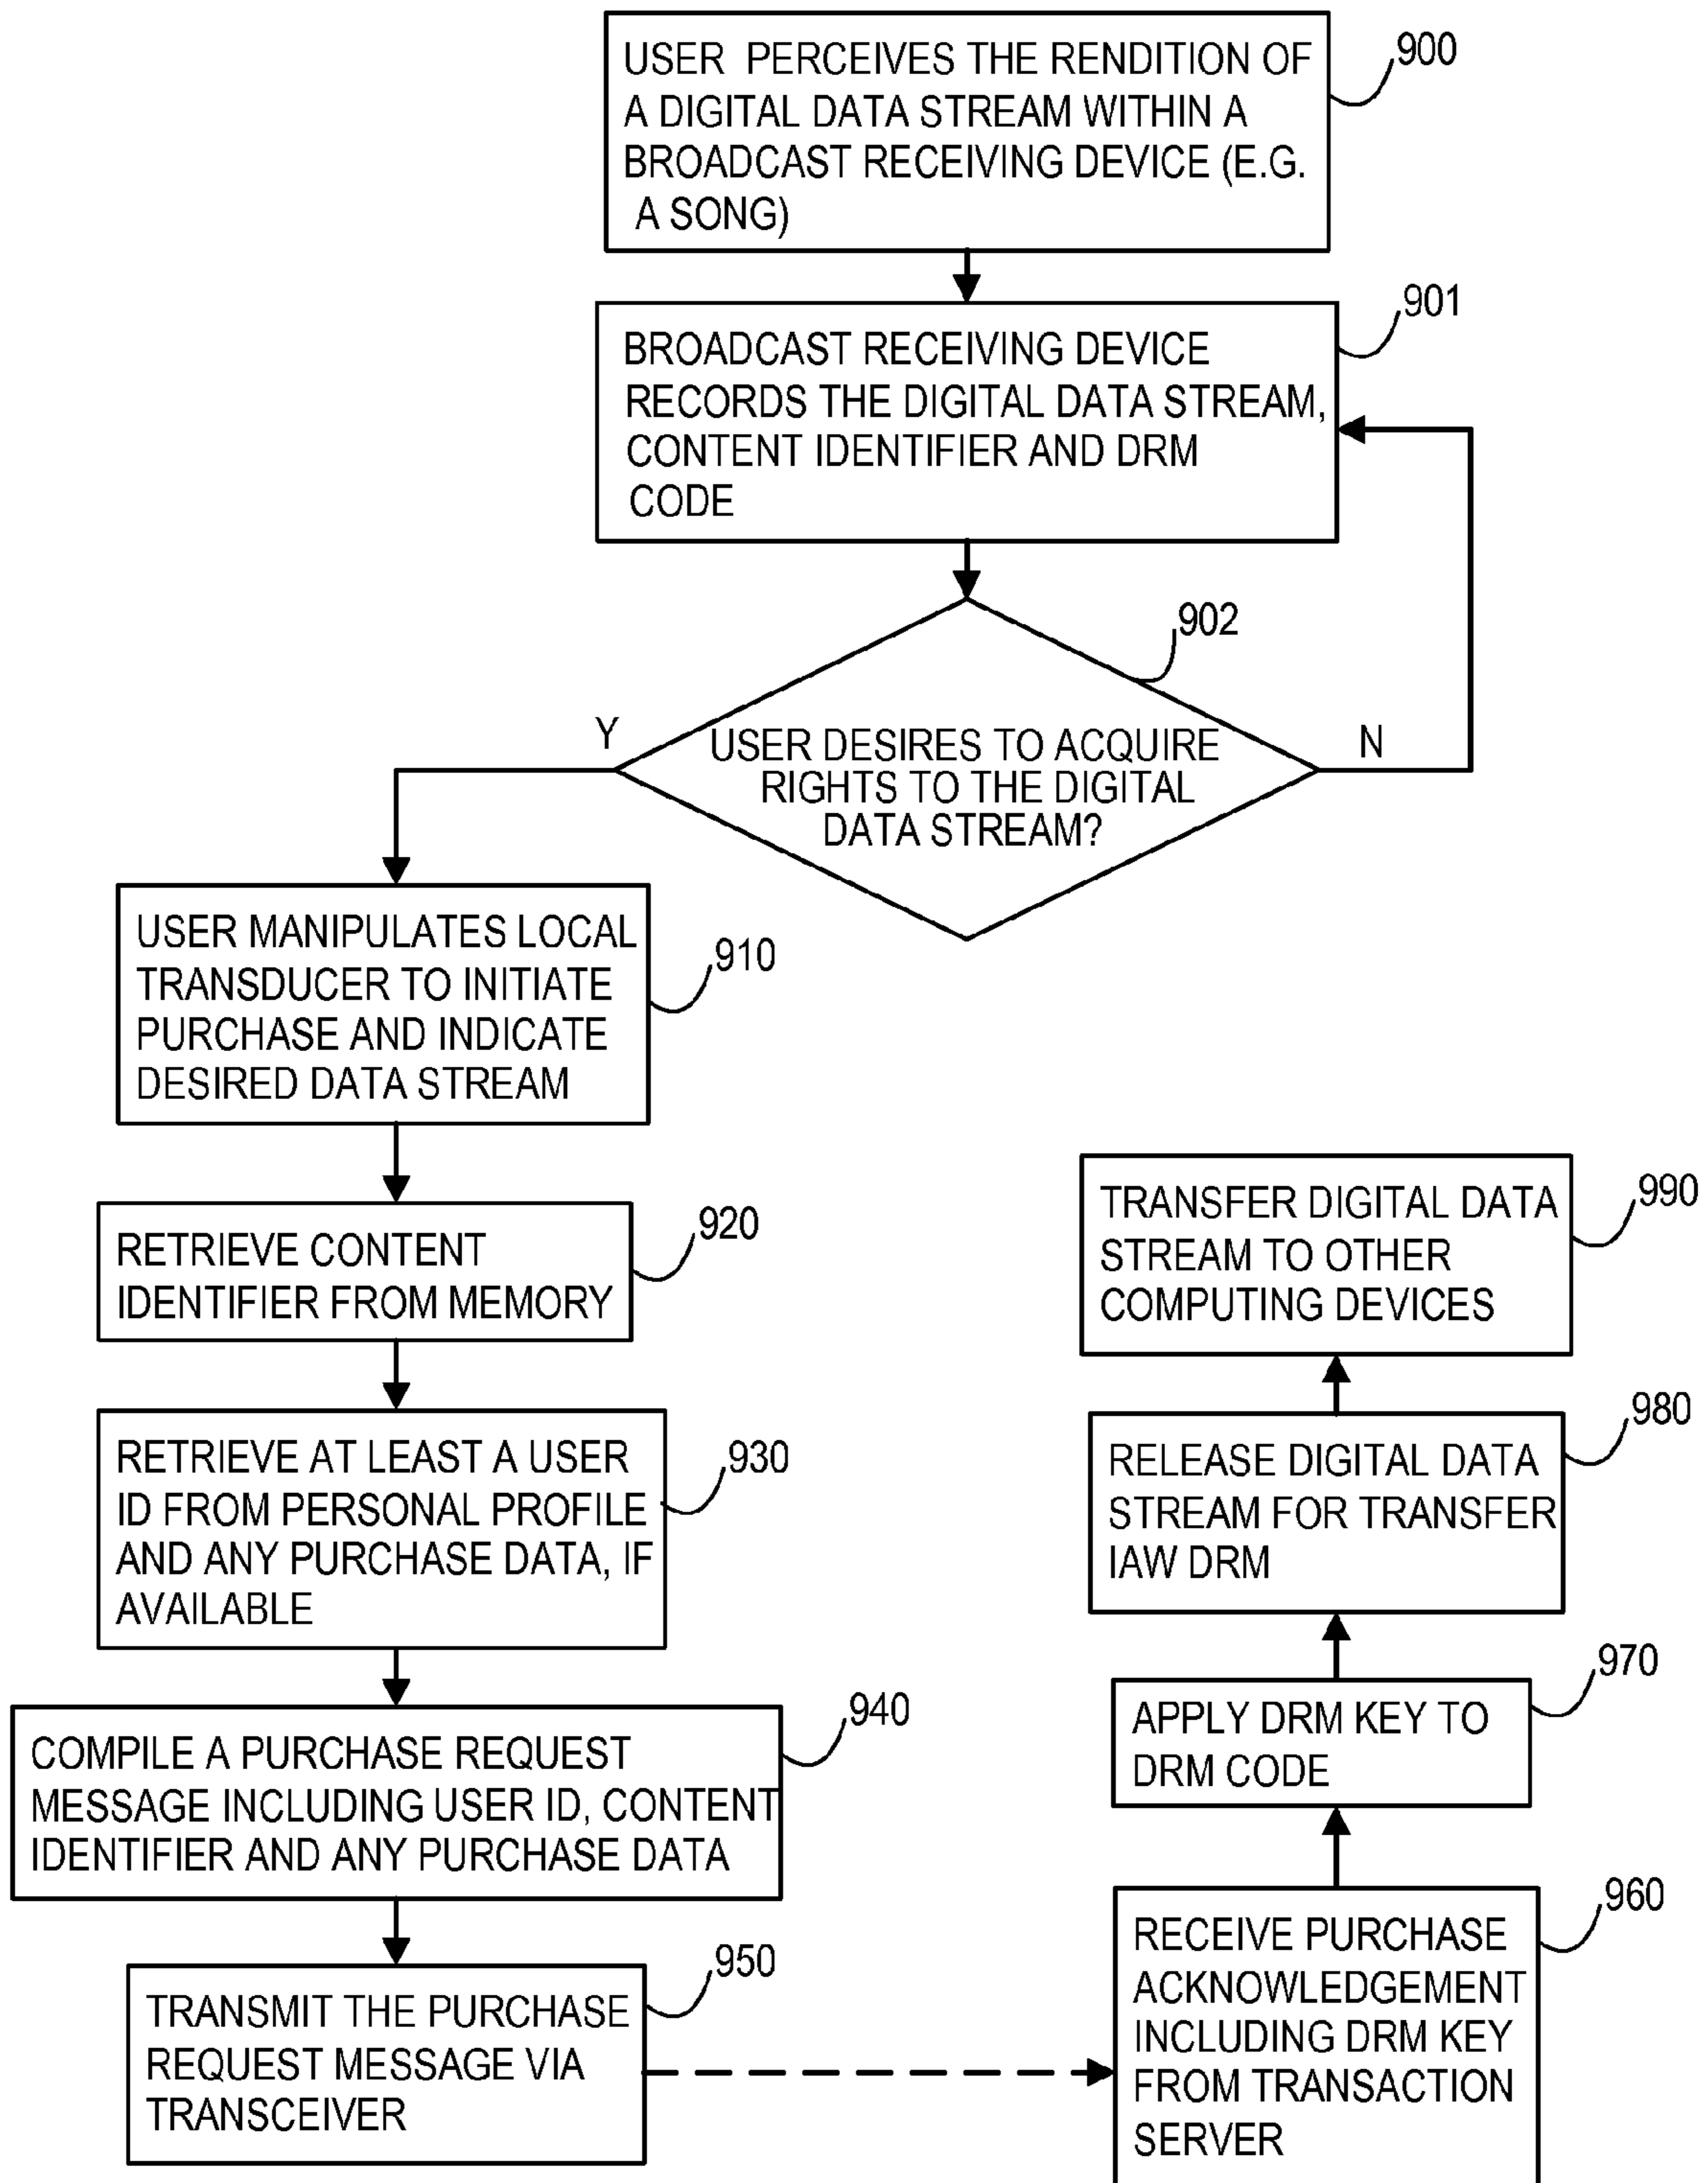 USER PERCEIVES THE RENDITION OF
A DIGITAL DATA STREAM WITHIN A
BROADCAST RECEIVING DEVICE (E.G.
A SONG)
900
BROADCAST RECEIVING DEVICE
RECORDS THE DIGITAL DATA STREAM,
CONTENT IDENTIFIER AND DRM
CODE
901
902
Y
N
USER DESIRES TO ACQUIRE
RIGHTS TO THE DIGITAL
DATA STREAM?
USER MANIPULATES LOCAL
TRANSDUCER TO INITIATE
PURCHASE AND INDICATE
DESIRED DATA STREAM
910
RETRIEVE CONTENT
IDENTIFIER FROM MEMORY
920
RETRIEVE AT LEAST A USER
ID FROM PERSONAL PROFILE
AND ANY PURCHASE DATA, IF
AVAILABLE
930
COMPILE A PURCHASE REQUEST
MESSAGE INCLUDING USER ID, CONTENT
IDENTIFIER AND ANY PURCHASE DATA
940
TRANSMIT THE PURCHASE
REQUEST MESSAGE VIA
TRANSCEIVER
950
RECEIVE PURCHASE
ACKNOWLEDGEMENT
INCLUDING DRM KEY
FROM TRANSACTION
SERVER
960
APPLY DRM KEY TO
DRM CODE
970
RELEASE DIGITAL DATA
STREAM FOR TRANSFER
IAW DRM
980
TRANSFER DIGITAL DATA
STREAM TO OTHER
COMPUTING DEVICES
990